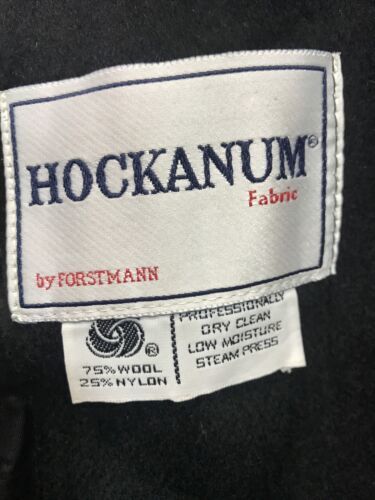 HOCKANUM®
Fabric
by FORSTMANN
PROFESSIONALLY
DRY CLEAN
LOW MOISTURE
STEAM PRESS
®
75% WOOL
25% NYLON